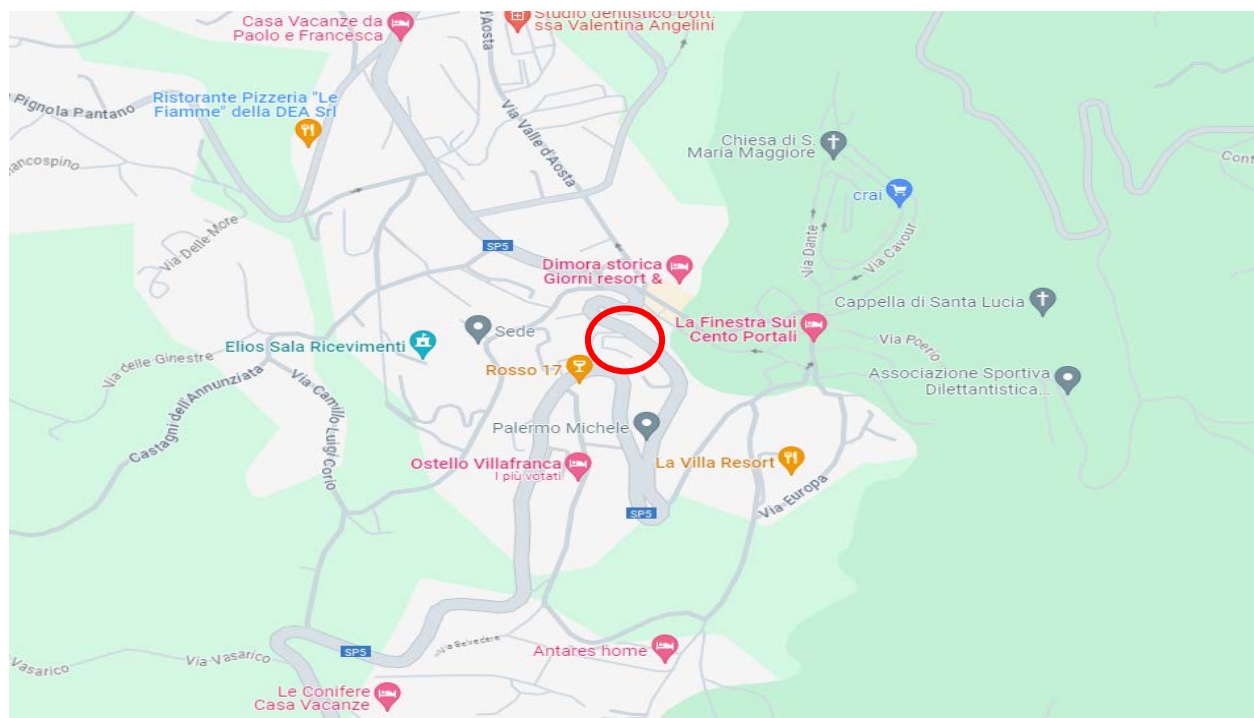 Casa Vacanze da
Paolo e Francesca
Studio dentistico Dott.
ssa Valentina Angelini
d'Aosta
Pignola Pantano
Ristorante Pizzeria "Le
Fiamme" della DEA Srl
Via Valle d'Aosta
Chiesa di S.
Maria Maggiore
crai
Via Delle More
SP5
Via Dante
Via Cavour
Dimora storica
Giorni resort &
Cappella di Santa Lucia
La Finestra Sui
Cento Portali
Sede
Elios Sala Ricevimenti
Via Poerio
Via delle Ginestre
Rosso 17
Associazione Sportiva
Dilettantistica...
Castagni dell'Annunziata
Via Camillo Luigi Corio
Palermo Michele
Ostello Villafranca
I più votati
La Villa Resort
Via Europa
SP5
Via Belvedere
Antares home
SP5
Via Vasarico
Vasarico
Le Conifere
Casa Vacanze